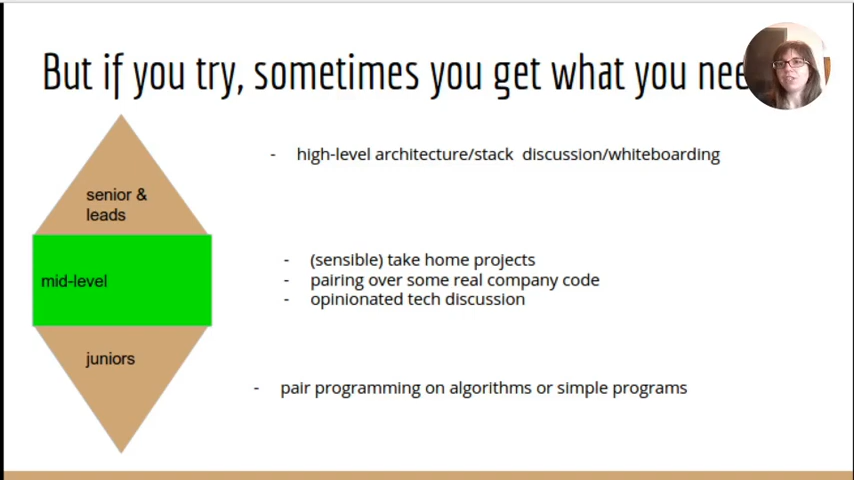 But if you try, sometimes you get what you nee
senior &
leads
- high-level architecture/stack discussion/whiteboarding
mid-level
- (sensible) take home projects
- pairing over some real company code
- opinionated tech discussion
juniors
- pair programming on algorithms or simple programs